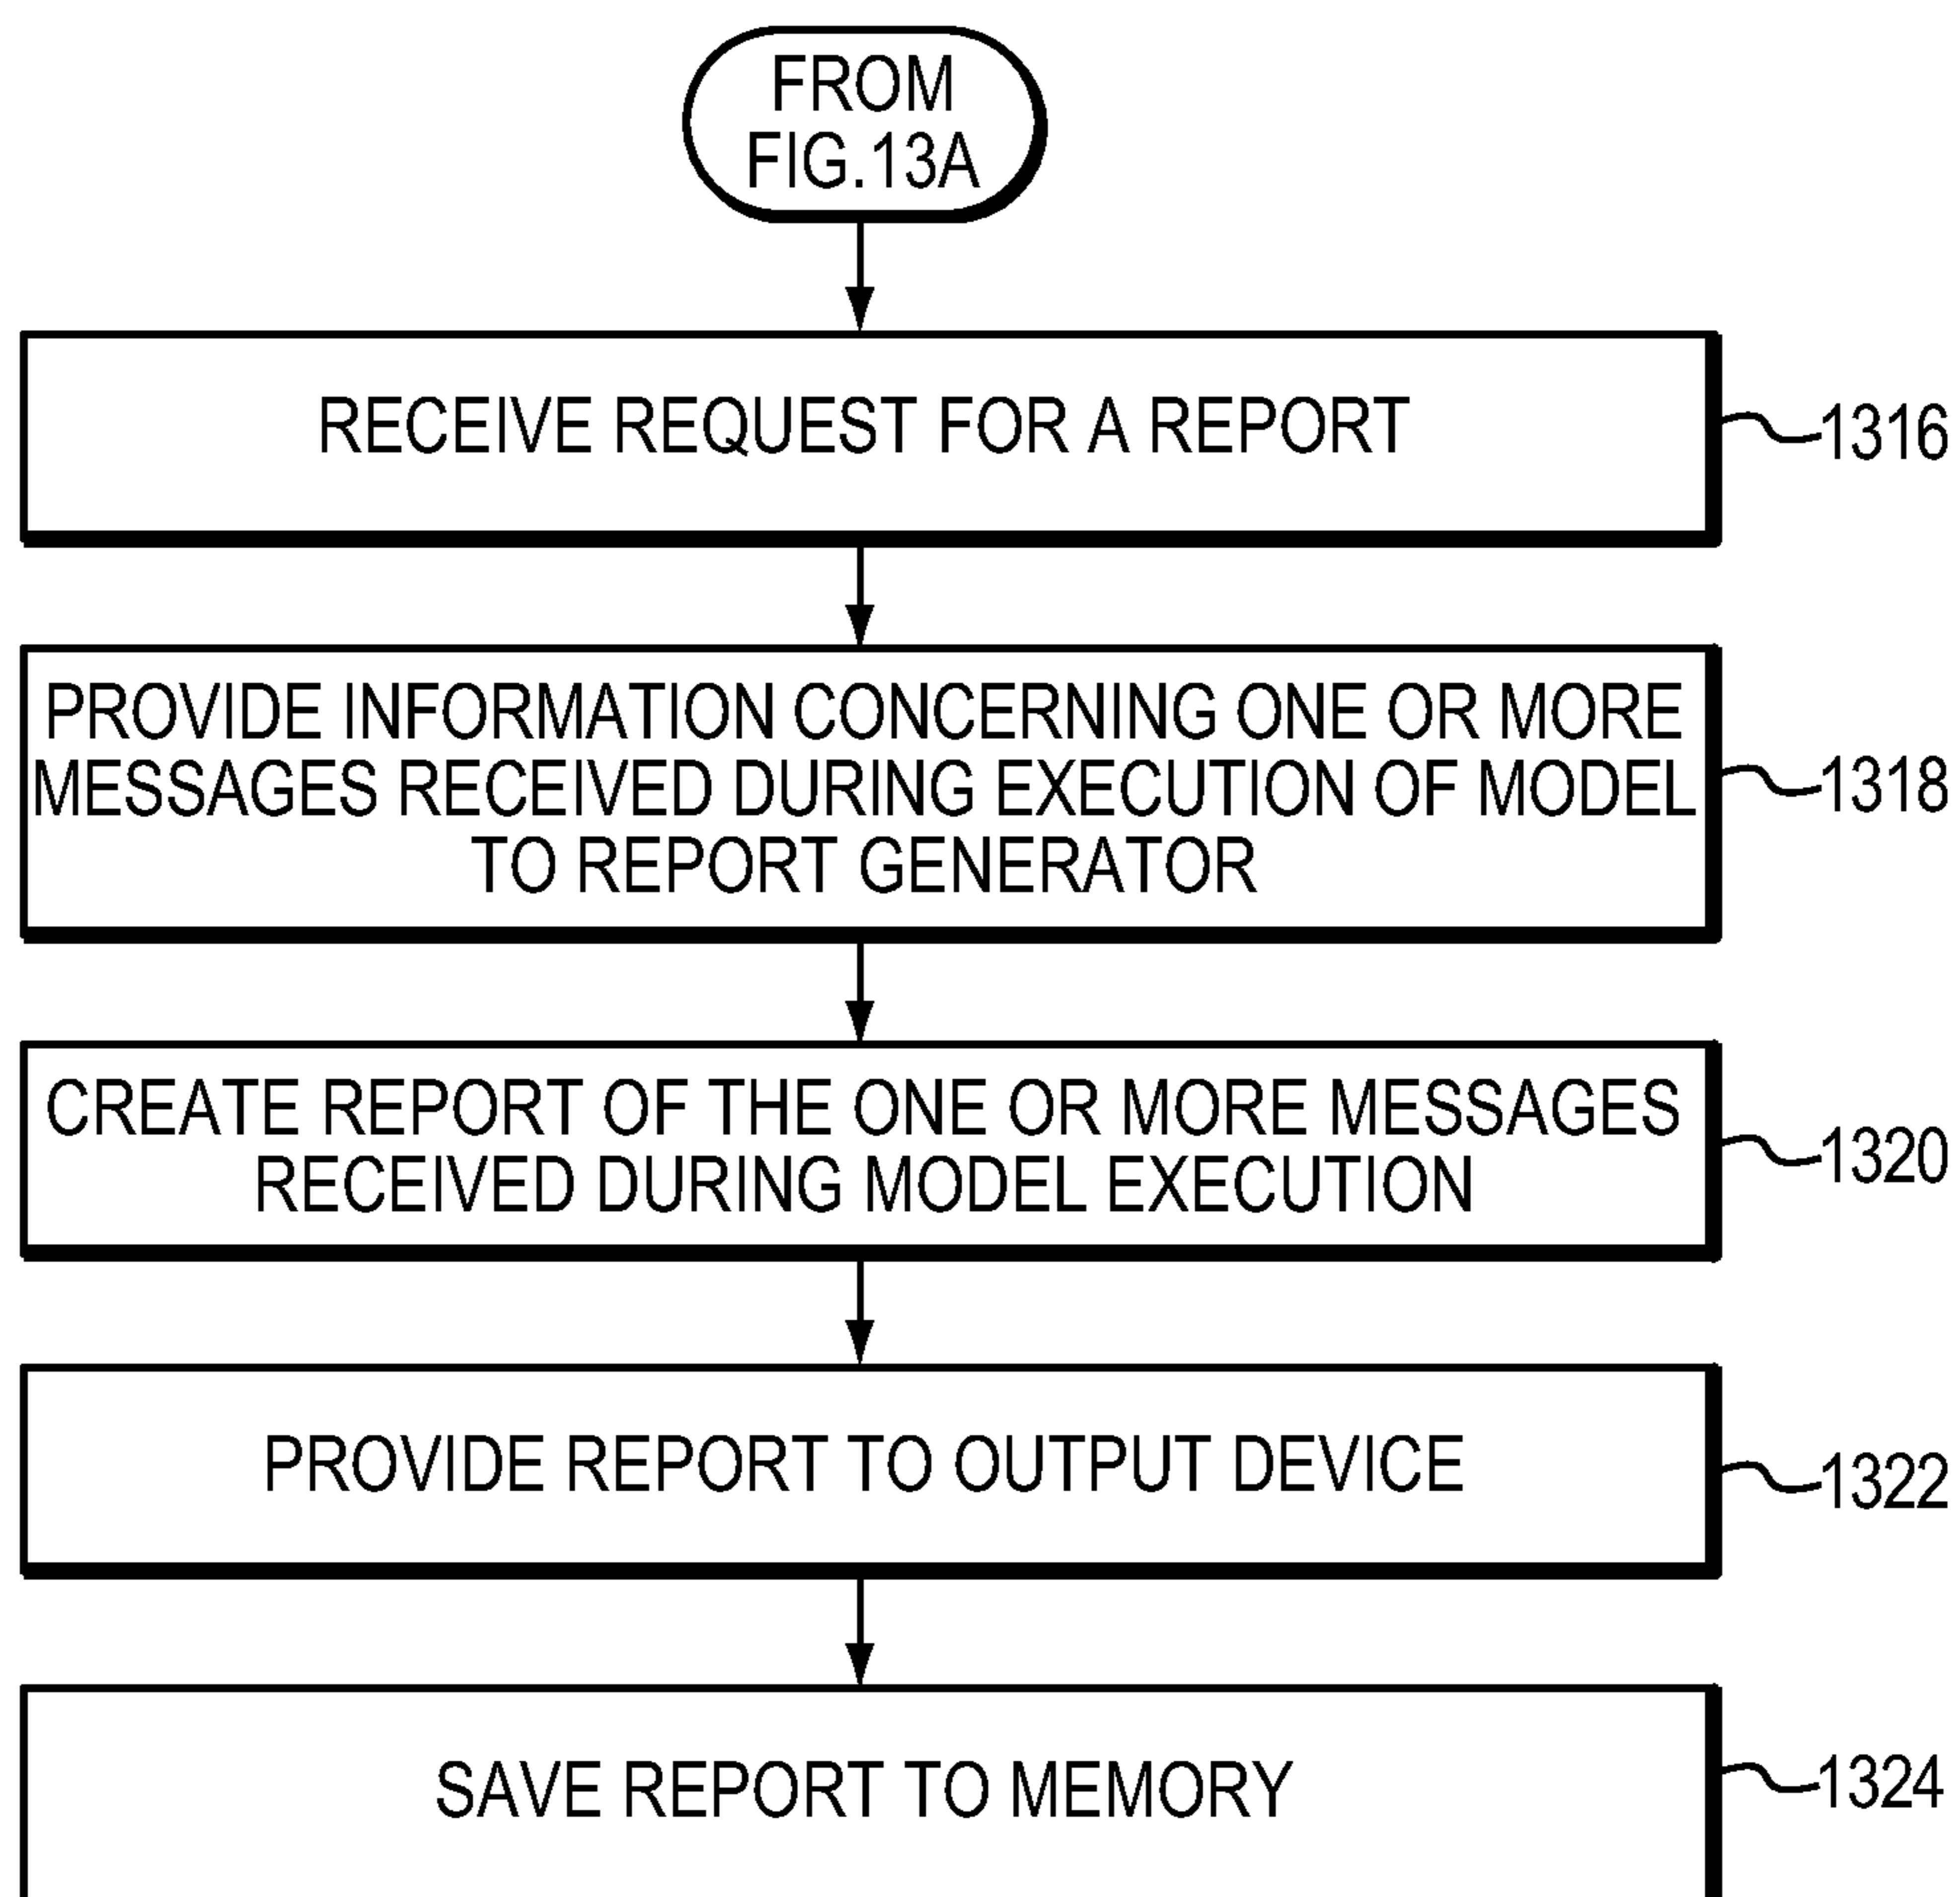 FROM
FIG.13A
RECEIVE REQUEST FOR A REPORT
1316
PROVIDE INFORMATION CONCERNING ONE OR MORE
MESSAGES RECEIVED DURING EXECUTION OF MODEL
TO REPORT GENERATOR
1318
CREATE REPORT OF THE ONE OR MORE MESSAGES
RECEIVED DURING MODEL EXECUTION
1320
PROVIDE REPORT TO OUTPUT DEVICE
1322
SAVE REPORT TO MEMORY
1324